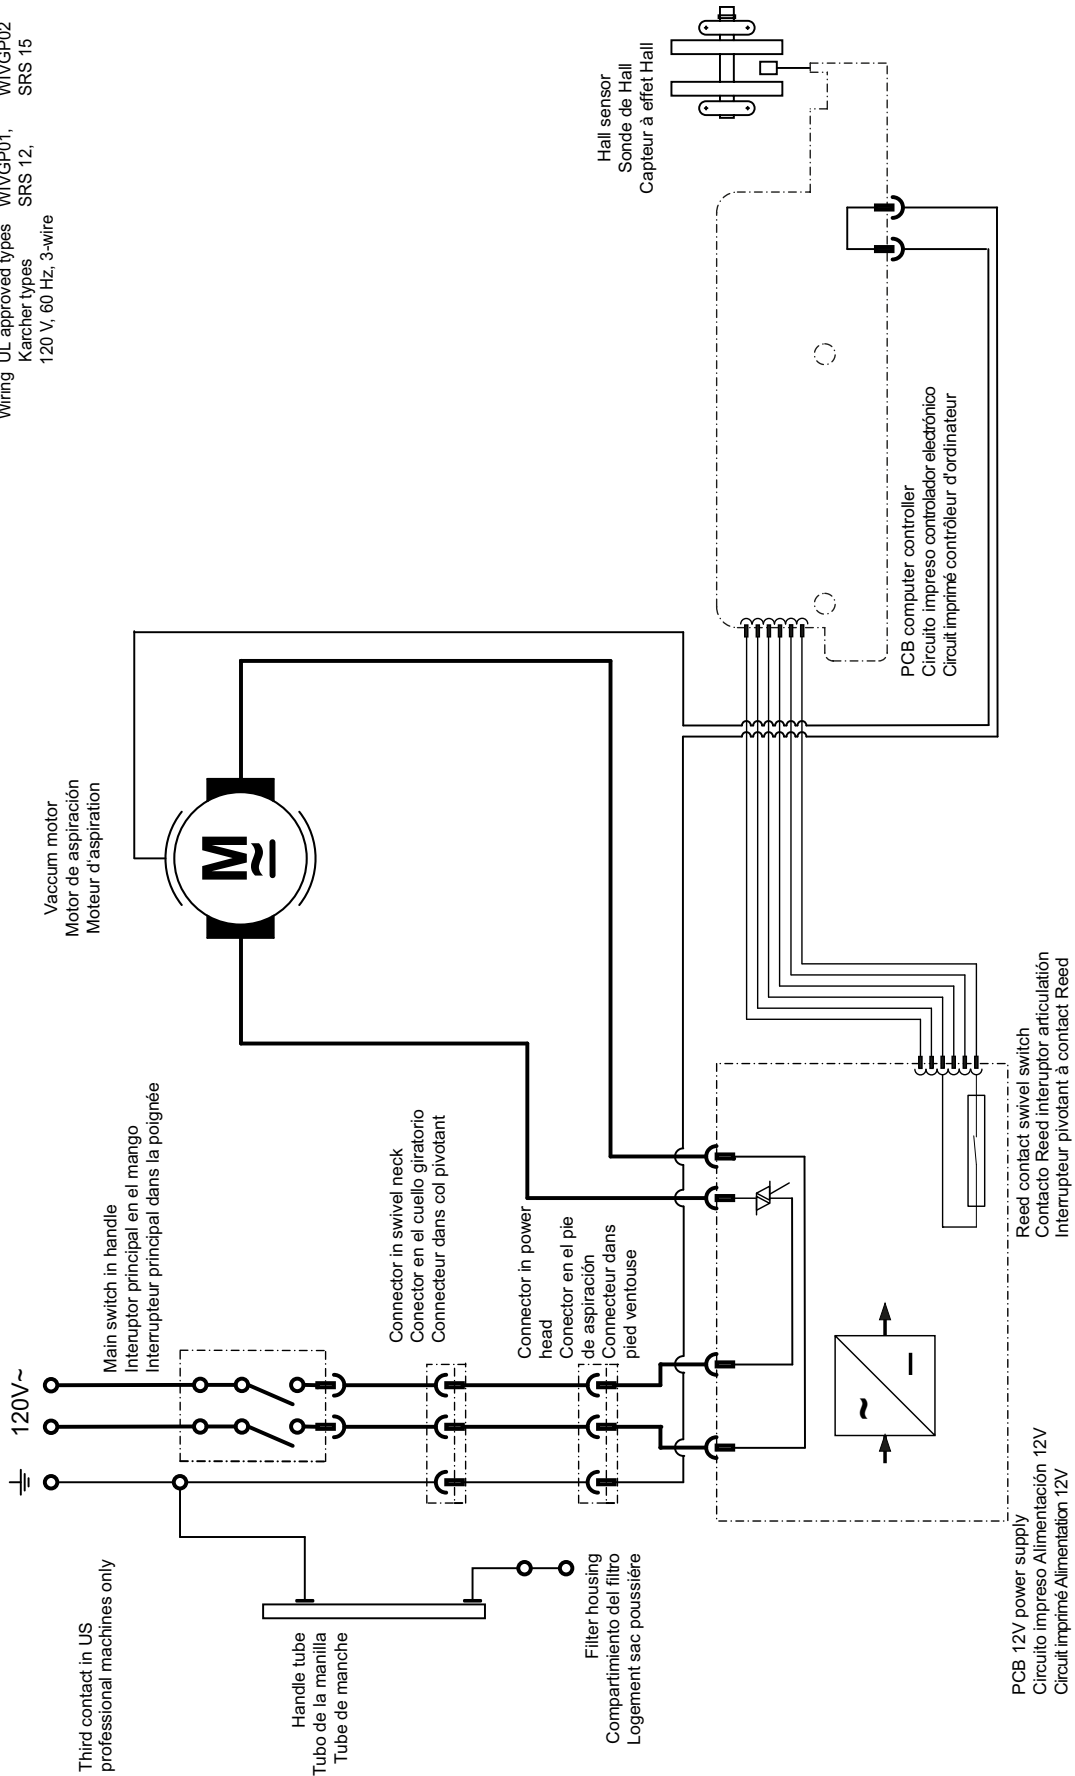 Wiring UL approved types WIVGP01, WIVGP02
Karcher types SRS 12, SRS 15
120 V, 60 Hz, 3-wire
Third contact in US
professional machines only
120V~
Main switch in handle
Interuptor principal en el mango
Interrupteur principal dans la poignée
Vaccum motor
Motor de aspiración
Moteur d'aspiration
M
Handle tube
Tubo de la manilla
Tube de manche
Connector in swivel neck
Conector en el cuello giratorio
Connecteur dans col pivotant
Connector in power
head
Conector en el pie
de aspiración
Connecteur dans
pied ventouse
Filter housing
Compartimiento del filtro
Logement sac poussiére
Hall sensor
Sonde de Hall
Capteur à effet Hall
PCB computer controller
Circuito impreso controlador electrónico
Circuit imprimé contrôleur d'ordinateur
~
PCB 12V power supply
Circuito impreso Alimentación 12V
Circuit imprimé Alimentation 12V
Reed contact swivel switch
Contacto Reed interruptor articulation
Interrupteur pivotant à contact Reed